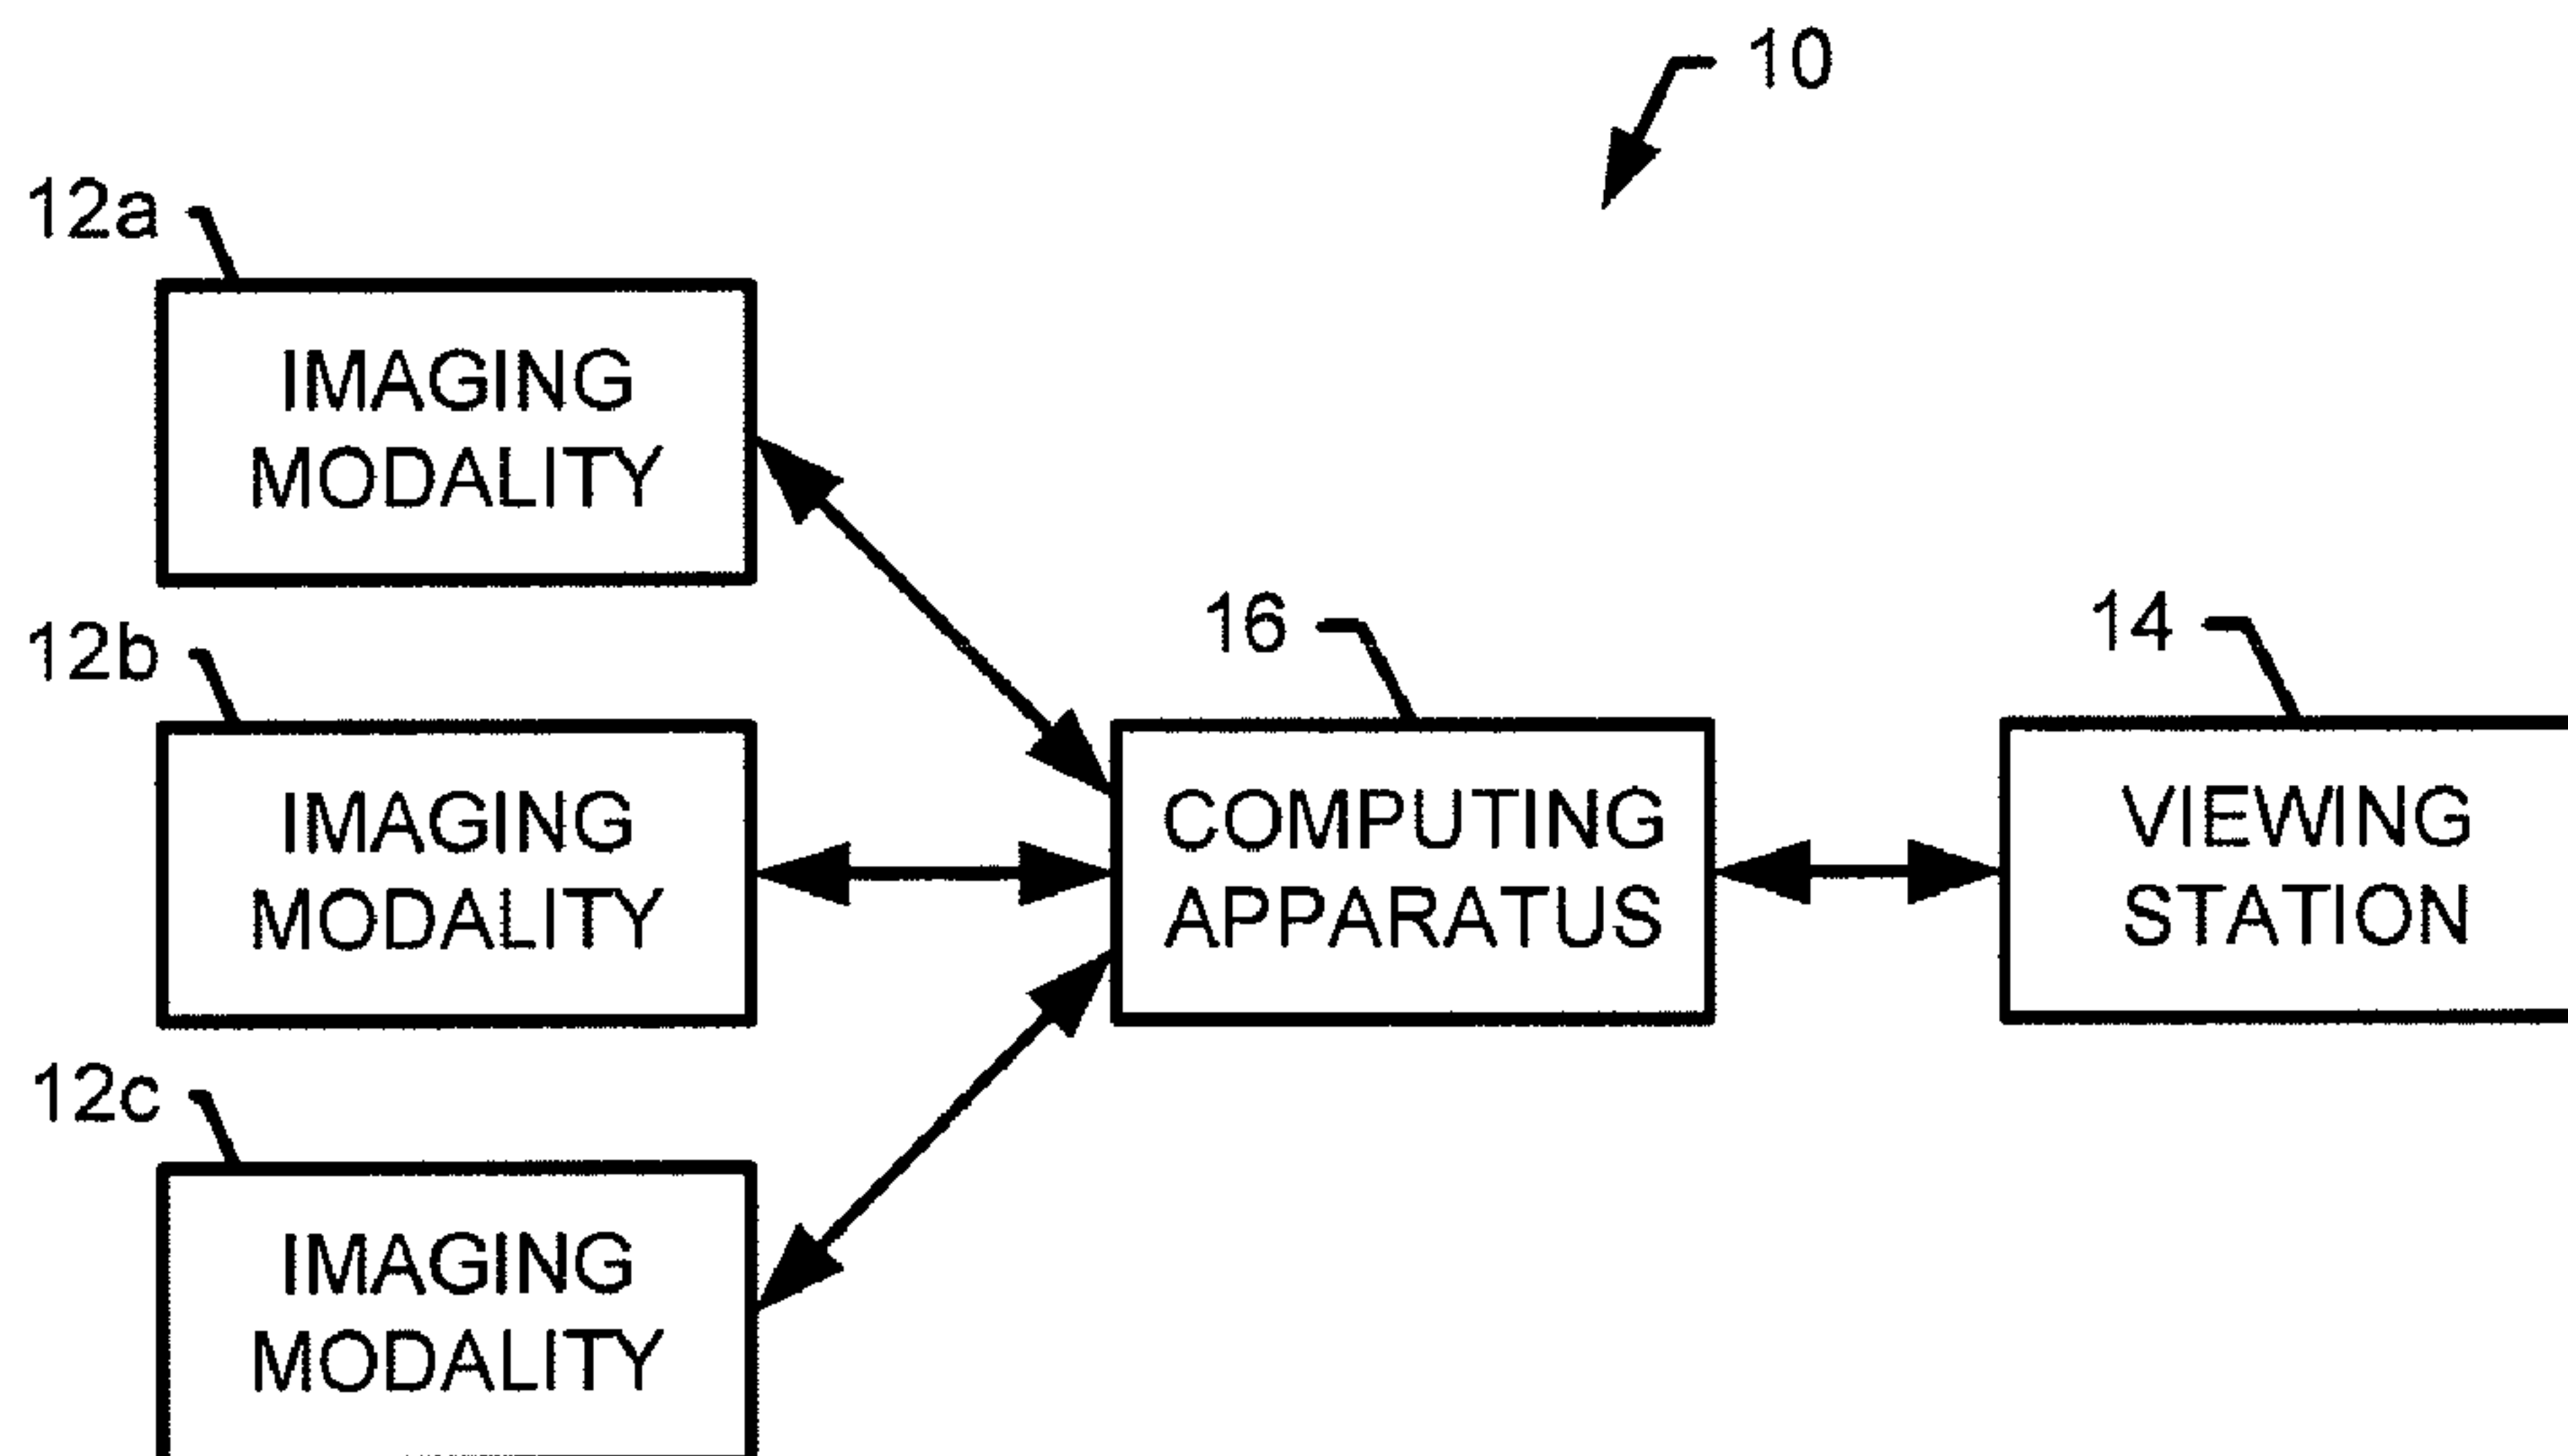 10
12a
IMAGING
MODALITY
12b
16
14
IMAGING
MODALITY
COMPUTING
APPARATUS
VIEWING
STATION
12c
IMAGING
MODALITY